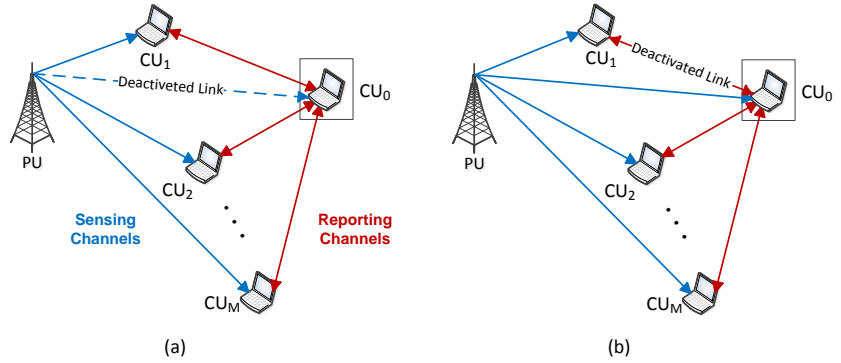 CU1
Deactiveted Link
CU0
PU
CU2
Sensing
Channels
Reporting
Channels
CUM
(a)
CU1
Deactivated Link
CU0
PU
CU2
CUM
(b)